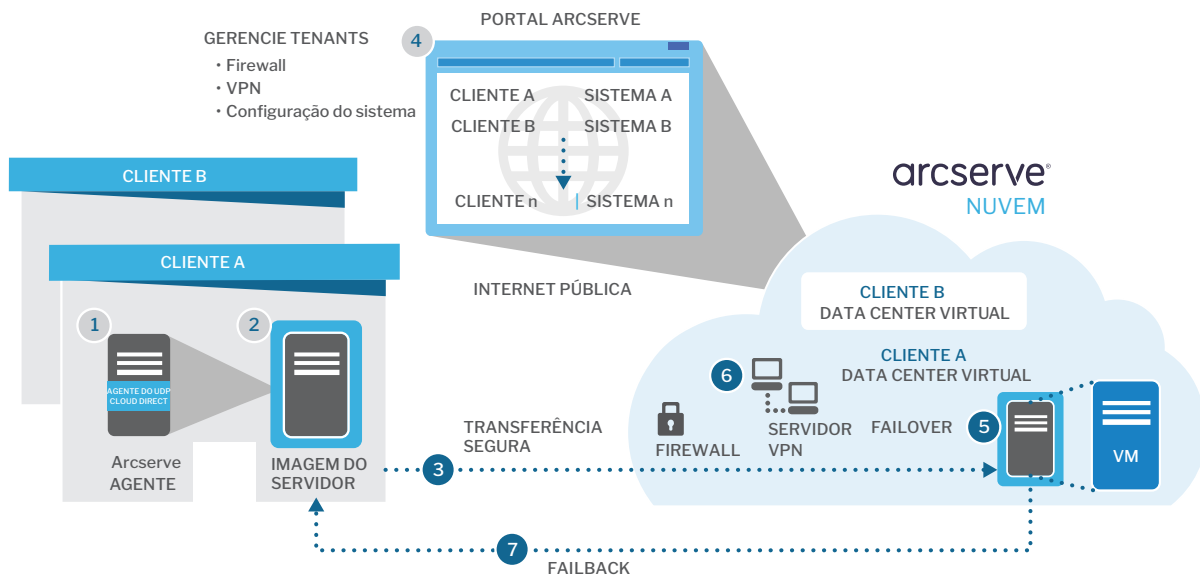 PORTAL ARCSERVE
GERENCIE TENANTS
4
• Firewall
• VPN
• Configuração do sistema
CLIENTE A SISTEMA A
CLIENTE B SISTEMA B
CLIENTE n | SISTEMA n
arcserve®
NUVEM
CLIENTE B
CLIENTE A
INTERNET PÚBLICA
CLIENTE B
DATA CENTER VIRTUAL
CLIENTE A
DATA CENTER VIRTUAL
1
2
AGENTE DO UDP
CLOUD DIRECT
Arcserve
AGENTE
IMAGEM DO
SERVIDOR
TRANSFERÊNCIA
SEGURA
3
6
FIREWALL
SERVIDOR
VPN
FAILOVER
5
VM
7
FAILBACK